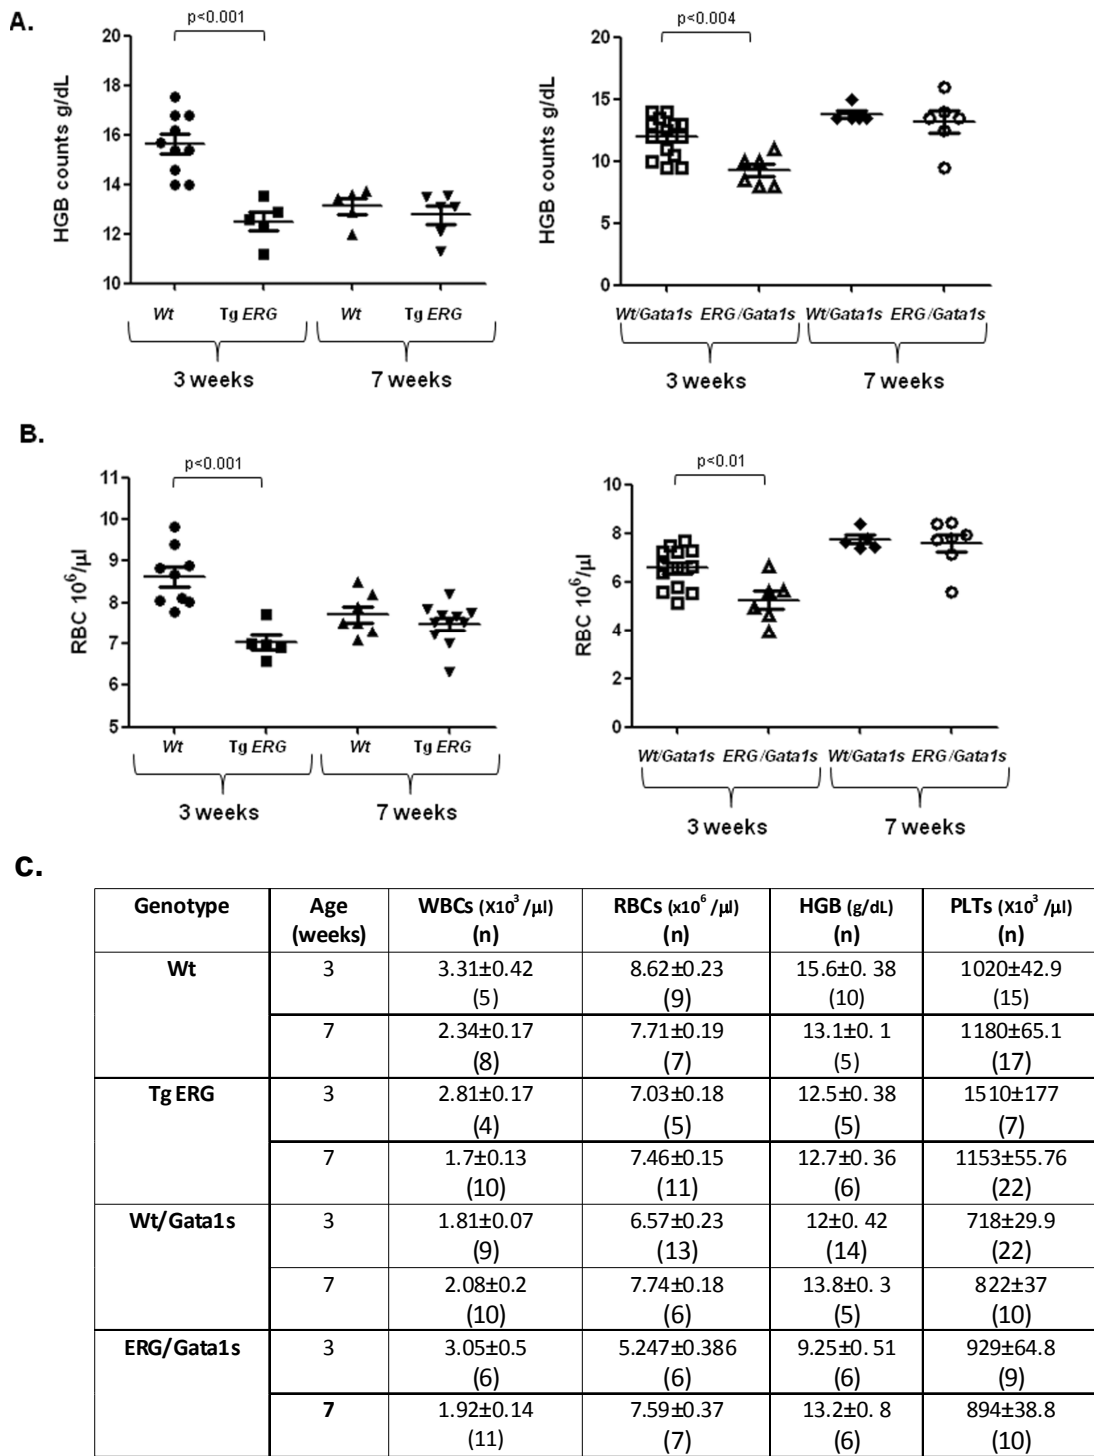 A.
p<0.001
HGB counts g/dL
20
18
16
14
12
10
Wt Tg ERG Wt Tg ERG
3 weeks 7 weeks
p<0.004
HGB counts g/dL
20
15
10
5
0
Wt/Gata1s ERG/Gata1s Wt/Gata1s ERG/Gata1s
3 weeks 7 weeks
B.
p<0.001
RBC 10⁶/µl
11
10
9
8
7
6
5
Wt Tg ERG Wt Tg ERG
3 weeks 7 weeks
p<0.01
RBC 10⁶/µl
10
8
6
4
2
0
Wt/Gata1s ERG/Gata1s Wt/Gata1s ERG/Gata1s
3 weeks 7 weeks
C.
Genotype Age WBCs (X10³ /µl) RBCs (x10⁶ /µl) HGB (g/dL) PLTs (X10³ /µl)
(weeks) (n) (n) (n) (n)
Wt 3 3.31±0.42 8.62±0.23 15.6±0. 38 1020±42.9
(5) (9) (10) (15)
7 2.34±0.17 7.71±0.19 13.1±0. 1 1180±65.1
(8) (7) (5) (17)
Tg ERG 3 2.81±0.17 7.03±0.18 12.5±0. 38 1510±177
(4) (5) (5) (7)
7 1.7±0.13 7.46±0.15 12.7±0. 36 1153±55.76
(10) (11) (6) (22)
Wt/Gata1s 3 1.81±0.07 6.57±0.23 12±0. 42 718±29.9
(9) (13) (14) (22)
7 2.08±0.2 7.74±0.18 13.8±0. 3 822±37
(10) (6) (5) (10)
ERG/Gata1s 3 3.05±0.5 5.247±0.386 9.25±0. 51 929±64.8
(6) (6) (6) (9)
7 1.92±0.14 7.59±0.37 13.2±0. 8 894±38.8
(11) (7) (6) (10)